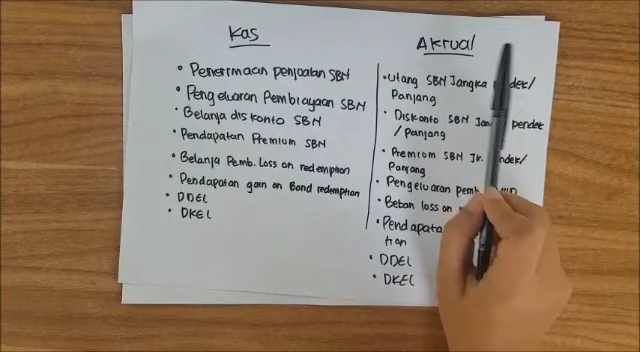 Kas
• Penerimaan penjualan SBN
• Pengeluaran Pembiayaan SBN
• Belanja diskonto SBN
• Pendapatan Premium SBN
• Belanja Pemb. Loss on redemption
• Pendapatan gain on Bond redemption
• DDEL
• DKEL
Akrual
• Utang SBN Jangka
Panjang
• Diskonto SBN pendek
/ Panjang
• Premium SBN Jk.
Panjang
• Pengeluaran
• Beban loss on
• 
tion
• DDEL
• DKEL